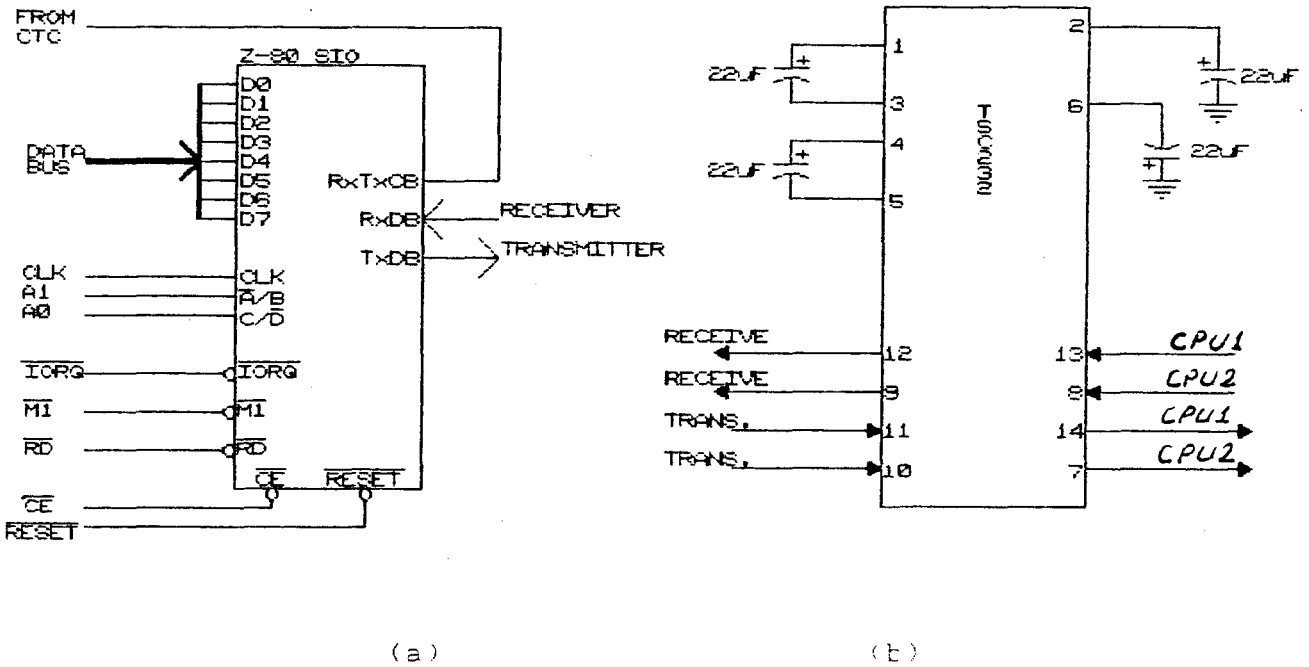 FROM
CTC
Z-80 SIO
D0
D1
D2
D3
D4
D5
D6
D7
DATA
BUS
RxTxCB
RxDB
RECEIVER
TxDB
TRANSMITTER
CLK
CLK
A1
A/B
A0
C/D
IORQ
IORQ
M1
M1
RD
RD
CE
RESET
CE
RESET
(a)
1
2
22uF
22uF
3
6
TSC232
4
22uF
22uF
5
RECEIVE
12
13
CPU1
RECEIVE
9
8
CPU2
TRANS.
11
14
CPU1
TRANS.
10
7
CPU2
(b)